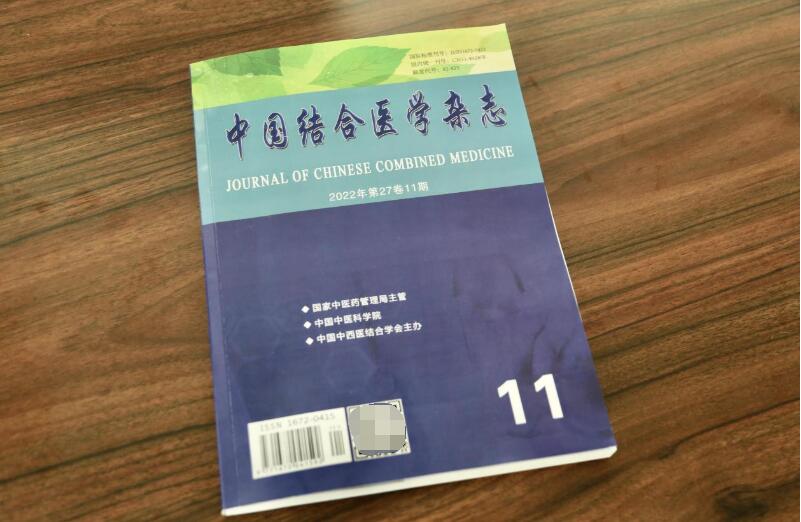 中国结合医学杂志
JOURNAL OF CHINESE COMBINED MEDICINE
2022年第27卷11期
◆ 国家中医药管理局主管
◆ 中国中医科学院
◆ 中国中西医结合学会主办
11
ISSN 1672-0415